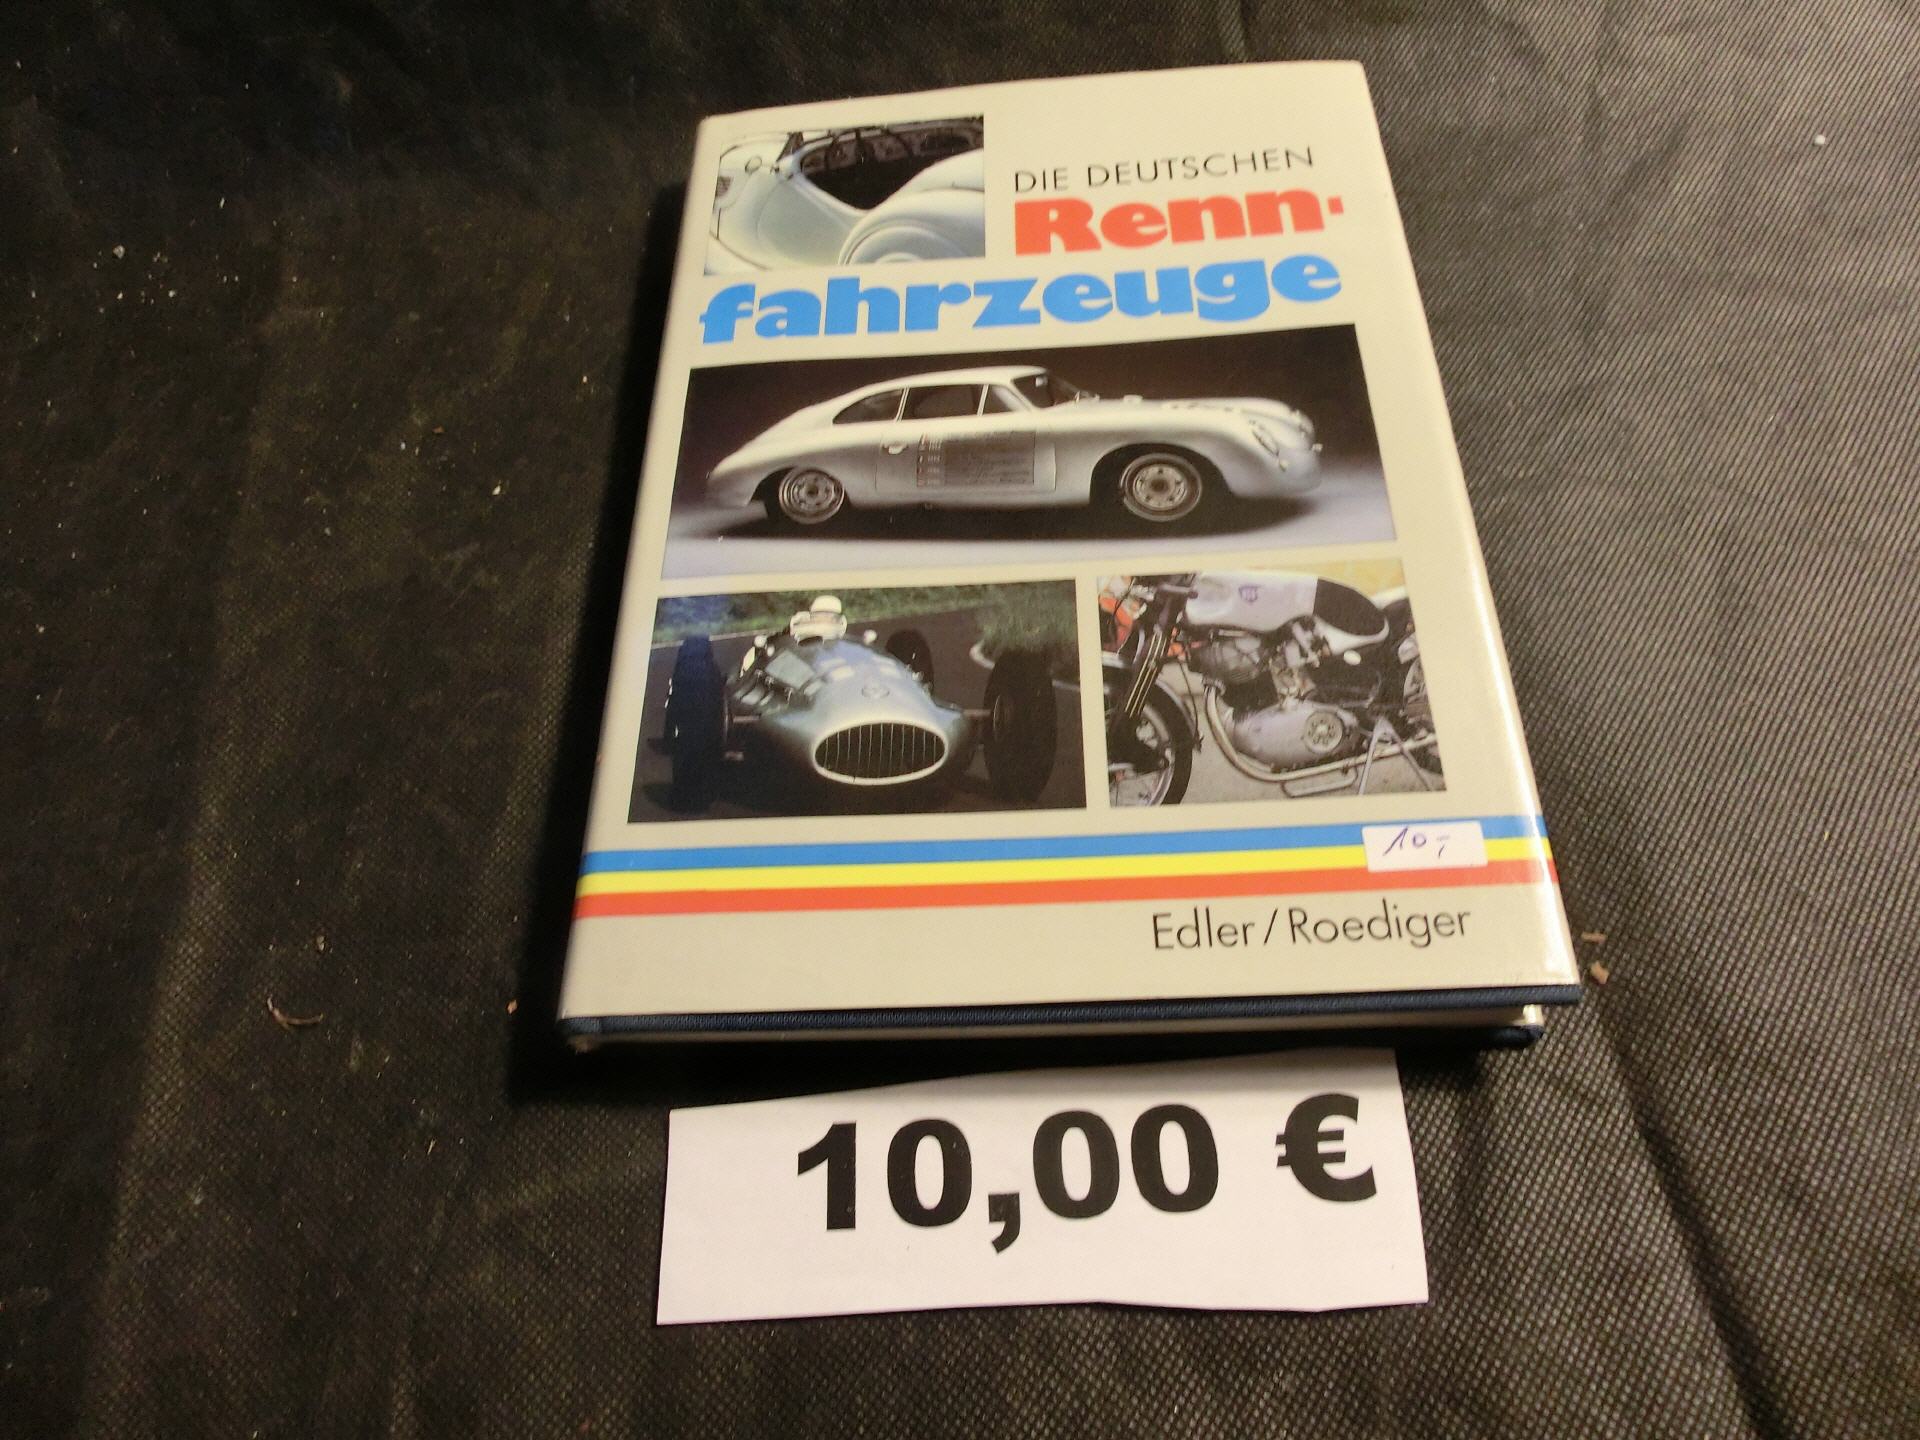 DIE DEUTSCHEN
Renn-
fahrzeuge
10,-
Edler/Roediger
10,00 €